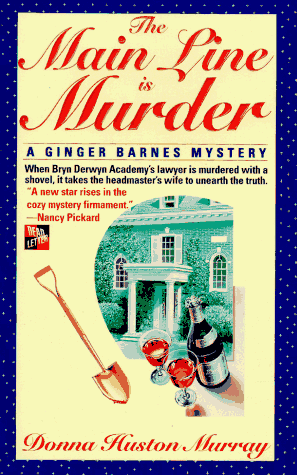 The
Main Line
is
Murder
A GINGER BARNES MYSTERY
When Bryn Derwyn Academy's lawyer is murdered with a
shovel, it takes the headmaster's wife to unearth the truth.
"A new star rises in the
cozy mystery firmament."
—Nancy Pickard
DEAD
LETTER
Donna Huston Murray